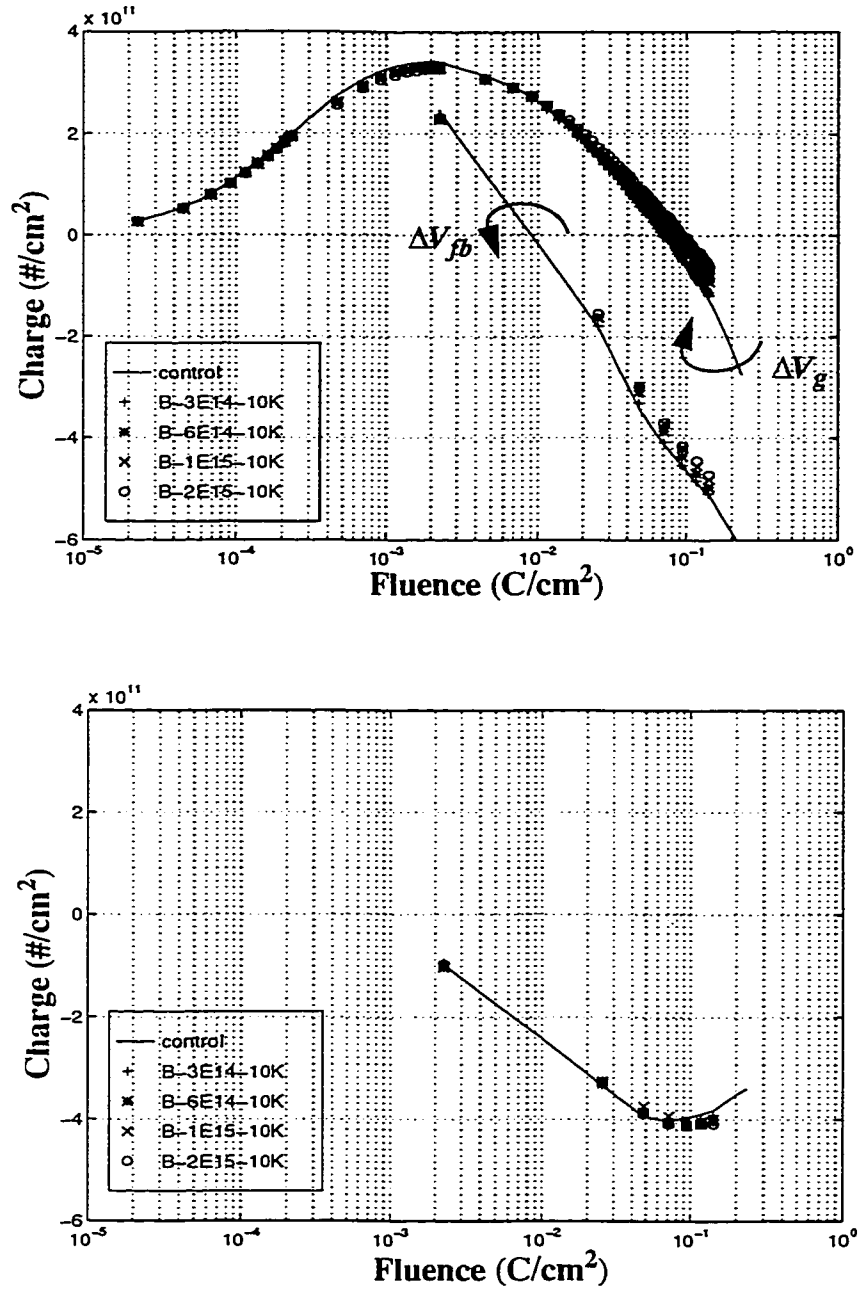 x 10^11
4
2
0
−2
−4
−6
Charge (#/cm^2)
ΔV_fb
ΔV_g
control
B−3E14−10K
B−6E14−10K
B−1E15−10K
B−2E15−10K
10^−5
10^−4
10^−3
10^−2
10^−1
10^0
Fluence (C/cm^2)
x 10^11
4
2
0
−2
−4
−6
Charge (#/cm^2)
control
B−3E14−10K
B−6E14−10K
B−1E15−10K
B−2E15−10K
10^−5
10^−4
10^−3
10^−2
10^−1
10^0
Fluence (C/cm^2)